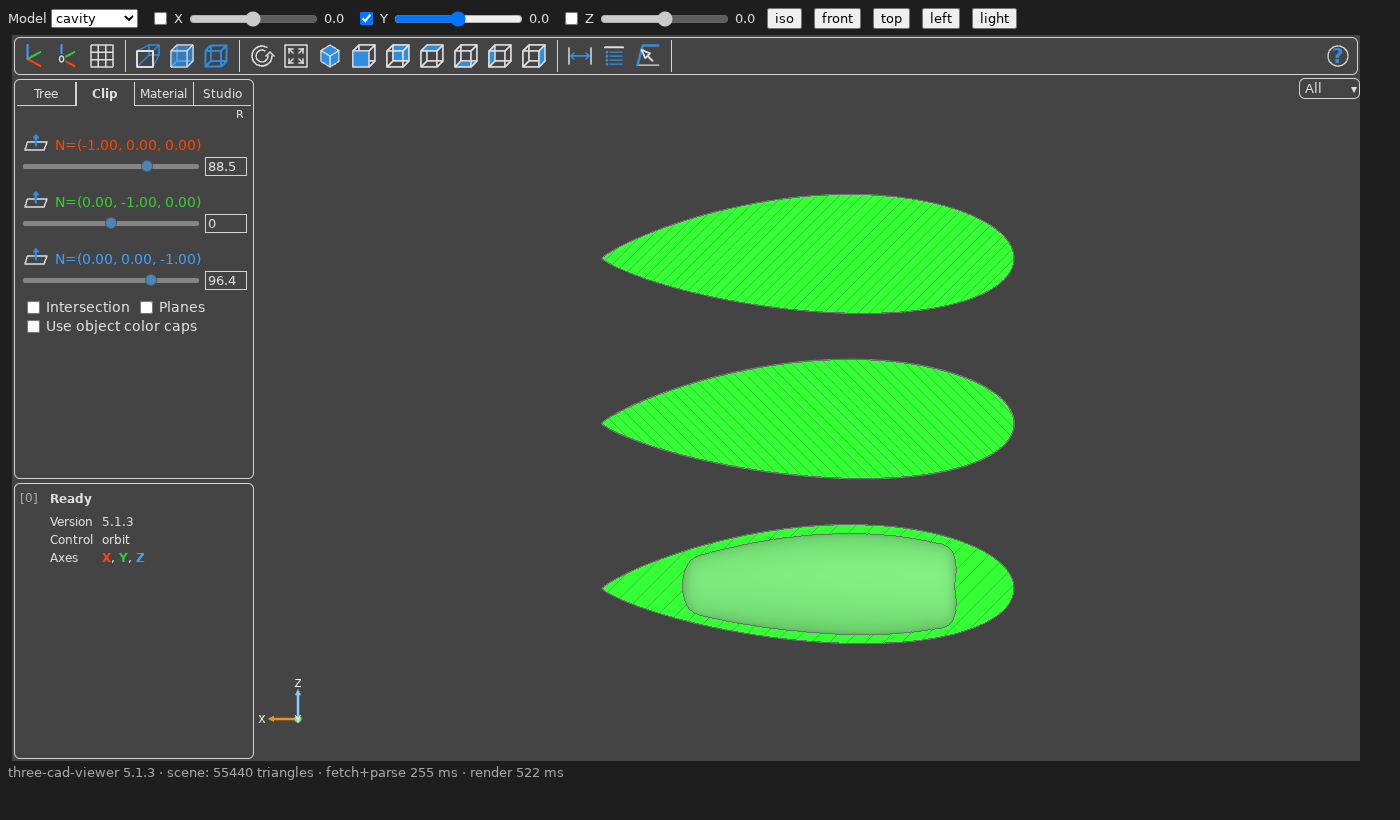 Model cavity X 0.0 Y 0.0 Z 0.0 iso front top left light
All
Tree Clip Material Studio
R
N=(-1.00, 0.00, 0.00)
88.5
N=(0.00, -1.00, 0.00)
0
N=(0.00, 0.00, -1.00)
96.4
Intersection Planes
Use object color caps
[0] Ready
Version 5.1.3
Control orbit
Axes X, Y, Z
Z
X
three-cad-viewer 5.1.3 · scene: 55440 triangles · fetch+parse 255 ms · render 522 ms